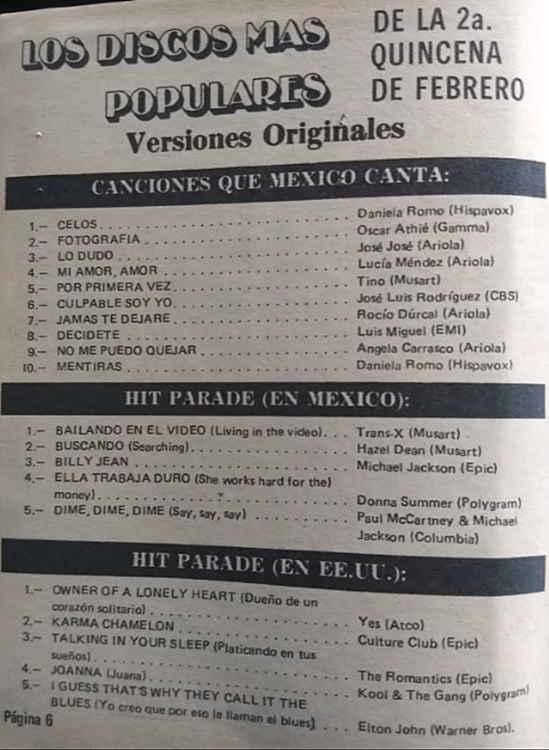 LOS DISCOS MAS
POPULARES
DE LA 2a.
QUINCENA
DE FEBRERO
Versiones Originales
CANCIONES QUE MEXICO CANTA:
1.— CELOS . . . Daniela Romo (Hispavox)
2.— FOTOGRAFIA . . . Oscar Athié (Gamma)
3.— LO DUDO . . . José José (Ariola)
4.— MI AMOR, AMOR . . . Lucía Méndez (Ariola)
5.— POR PRIMERA VEZ . . . Tino (Musart)
6.— CULPABLE SOY YO . . . José Luis Rodríguez (CBS)
7.— JAMAS TE DEJARE . . . Rocío Dúrcal (Ariola)
8.— DECIDETE . . . Luis Miguel (EMI)
9.— NO ME PUEDO QUEJAR . . . Angela Carrasco (Ariola)
10.— MENTIRAS . . . Daniela Romo (Hispavox)
HIT PARADE (EN MEXICO):
1.— BAILANDO EN EL VIDEO (Living in the video) . . . Trans-X (Musart)
2.— BUSCANDO (Searching) . . . Hazel Dean (Musart)
3.— BILLY JEAN . . . Michael Jackson (Epic)
4.— ELLA TRABAJA DURO (She works hard for the)
money) . . . Donna Summer (Polygram)
5.— DIME, DIME, DIME (Say, say, say) . . . Paul McCartney & Michael
Jackson (Columbia)
HIT PARADE (EN EE.UU.):
1.— OWNER OF A LONELY HEART (Dueño de un
corazón solitario) . . . Yes (Atco)
2.— KARMA CHAMELON . . . Culture Club (Epic)
3.— TALKING IN YOUR SLEEP (Platicando en tus
sueños) . . . The Romantics (Epic)
4.— JOANNA (Juana) . . . Kool & The Gang (Polygram)
5.— I GUESS THAT'S WHY THEY CALL IT THE
BLUES (Yo creo que por eso le llaman el blues) . . . Elton John (Warner Bros).
Página 6